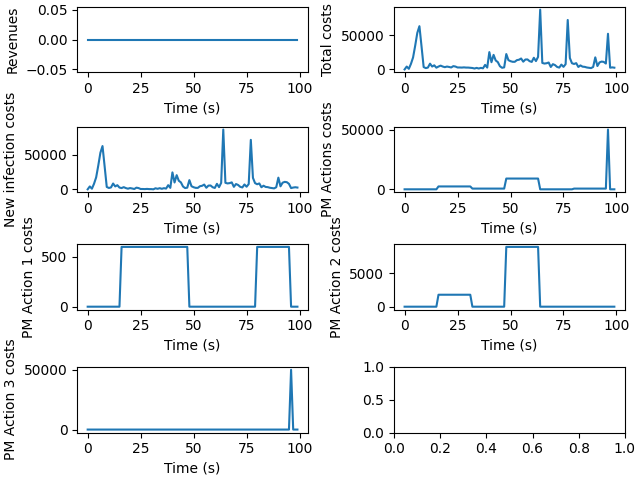 Revenues
0.05
0.00
−0.05
0 25 50 75 100
Time (s)
Total costs
50000
0
0 25 50 75 100
Time (s)
New infection costs
50000
0
0 25 50 75 100
Time (s)
PM Actions costs
50000
0
0 25 50 75 100
Time (s)
PM Action 1 costs
500
0
0 25 50 75 100
Time (s)
PM Action 2 costs
5000
0
0 25 50 75 100
Time (s)
PM Action 3 costs
50000
0
0 25 50 75 100
Time (s)
1.0
0.5
0.0
0.0 0.2 0.4 0.6 0.8 1.0